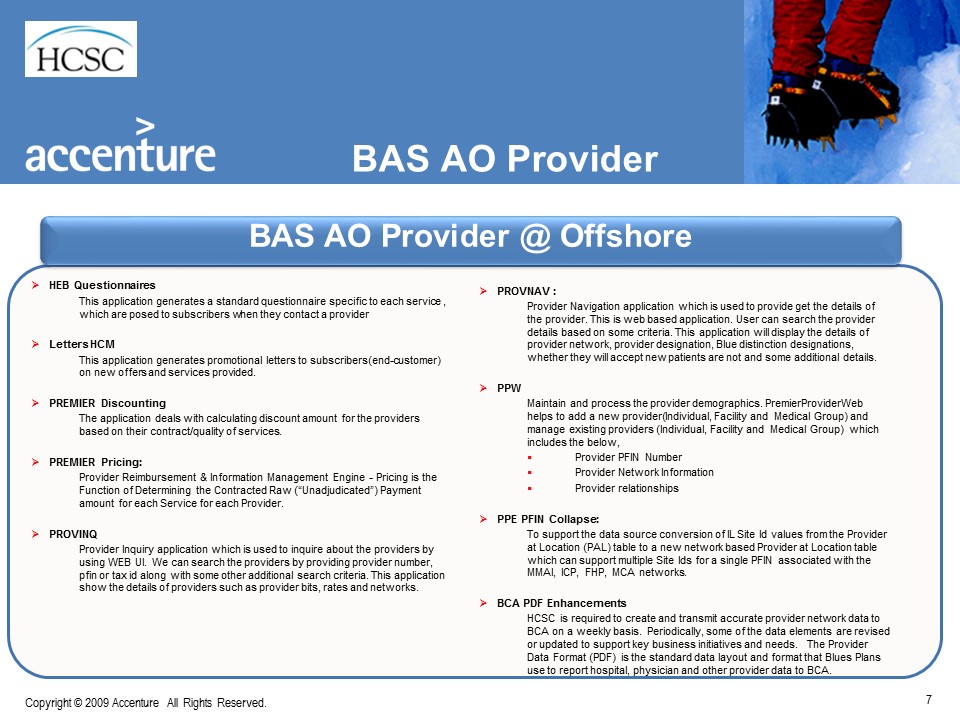 HCSC
>
accenture
BAS AO Provider
BAS AO Provider @ Offshore
HEB Questionnaires
This application generates a standard questionnaire specific to each service ,
which are posed to subscribers when they contact a provider
Letters HCM
This application generates promotional letters to subscribers(end-customer)
on new offers and services provided.
PREMIER Discounting
The application deals with calculating discount amount for the providers
based on their contract/quality of services.
PREMIER Pricing:
Provider Reimbursement & Information Management Engine - Pricing is the
Function of Determining the Contracted Raw (“Unadjudicated”) Payment
amount for each Service for each Provider.
PROVINQ
Provider Inquiry application which is used to inquire about the providers by
using WEB UI. We can search the providers by providing provider number,
pfin or tax id along with some other additional search criteria. This application
show the details of providers such as provider bits, rates and networks.
PROVNAV :
Provider Navigation application which is used to provide get the details of
the provider. This is web based application. User can search the provider
details based on some criteria. This application will display the details of
provider network, provider designation, Blue distinction designations,
whether they will accept new patients are not and some additional details.
PPW
Maintain and process the provider demographics. PremierProviderWeb
helps to add a new provider(Individual, Facility and Medical Group) and
manage existing providers (Individual, Facility and Medical Group) which
includes the below,
Provider PFIN Number
Provider Network Information
Provider relationships
PPE PFIN Collapse:
To support the data source conversion of IL Site Id values from the Provider
at Location (PAL) table to a new network based Provider at Location table
which can support multiple Site Ids for a single PFIN associated with the
MMAI, ICP, FHP, MCA networks.
BCA PDF Enhancements
HCSC is required to create and transmit accurate provider network data to
BCA on a weekly basis. Periodically, some of the data elements are revised
or updated to support key business initiatives and needs. The Provider
Data Format (PDF) is the standard data layout and format that Blues Plans
use to report hospital, physician and other provider data to BCA.
Copyright © 2009 Accenture All Rights Reserved.
7